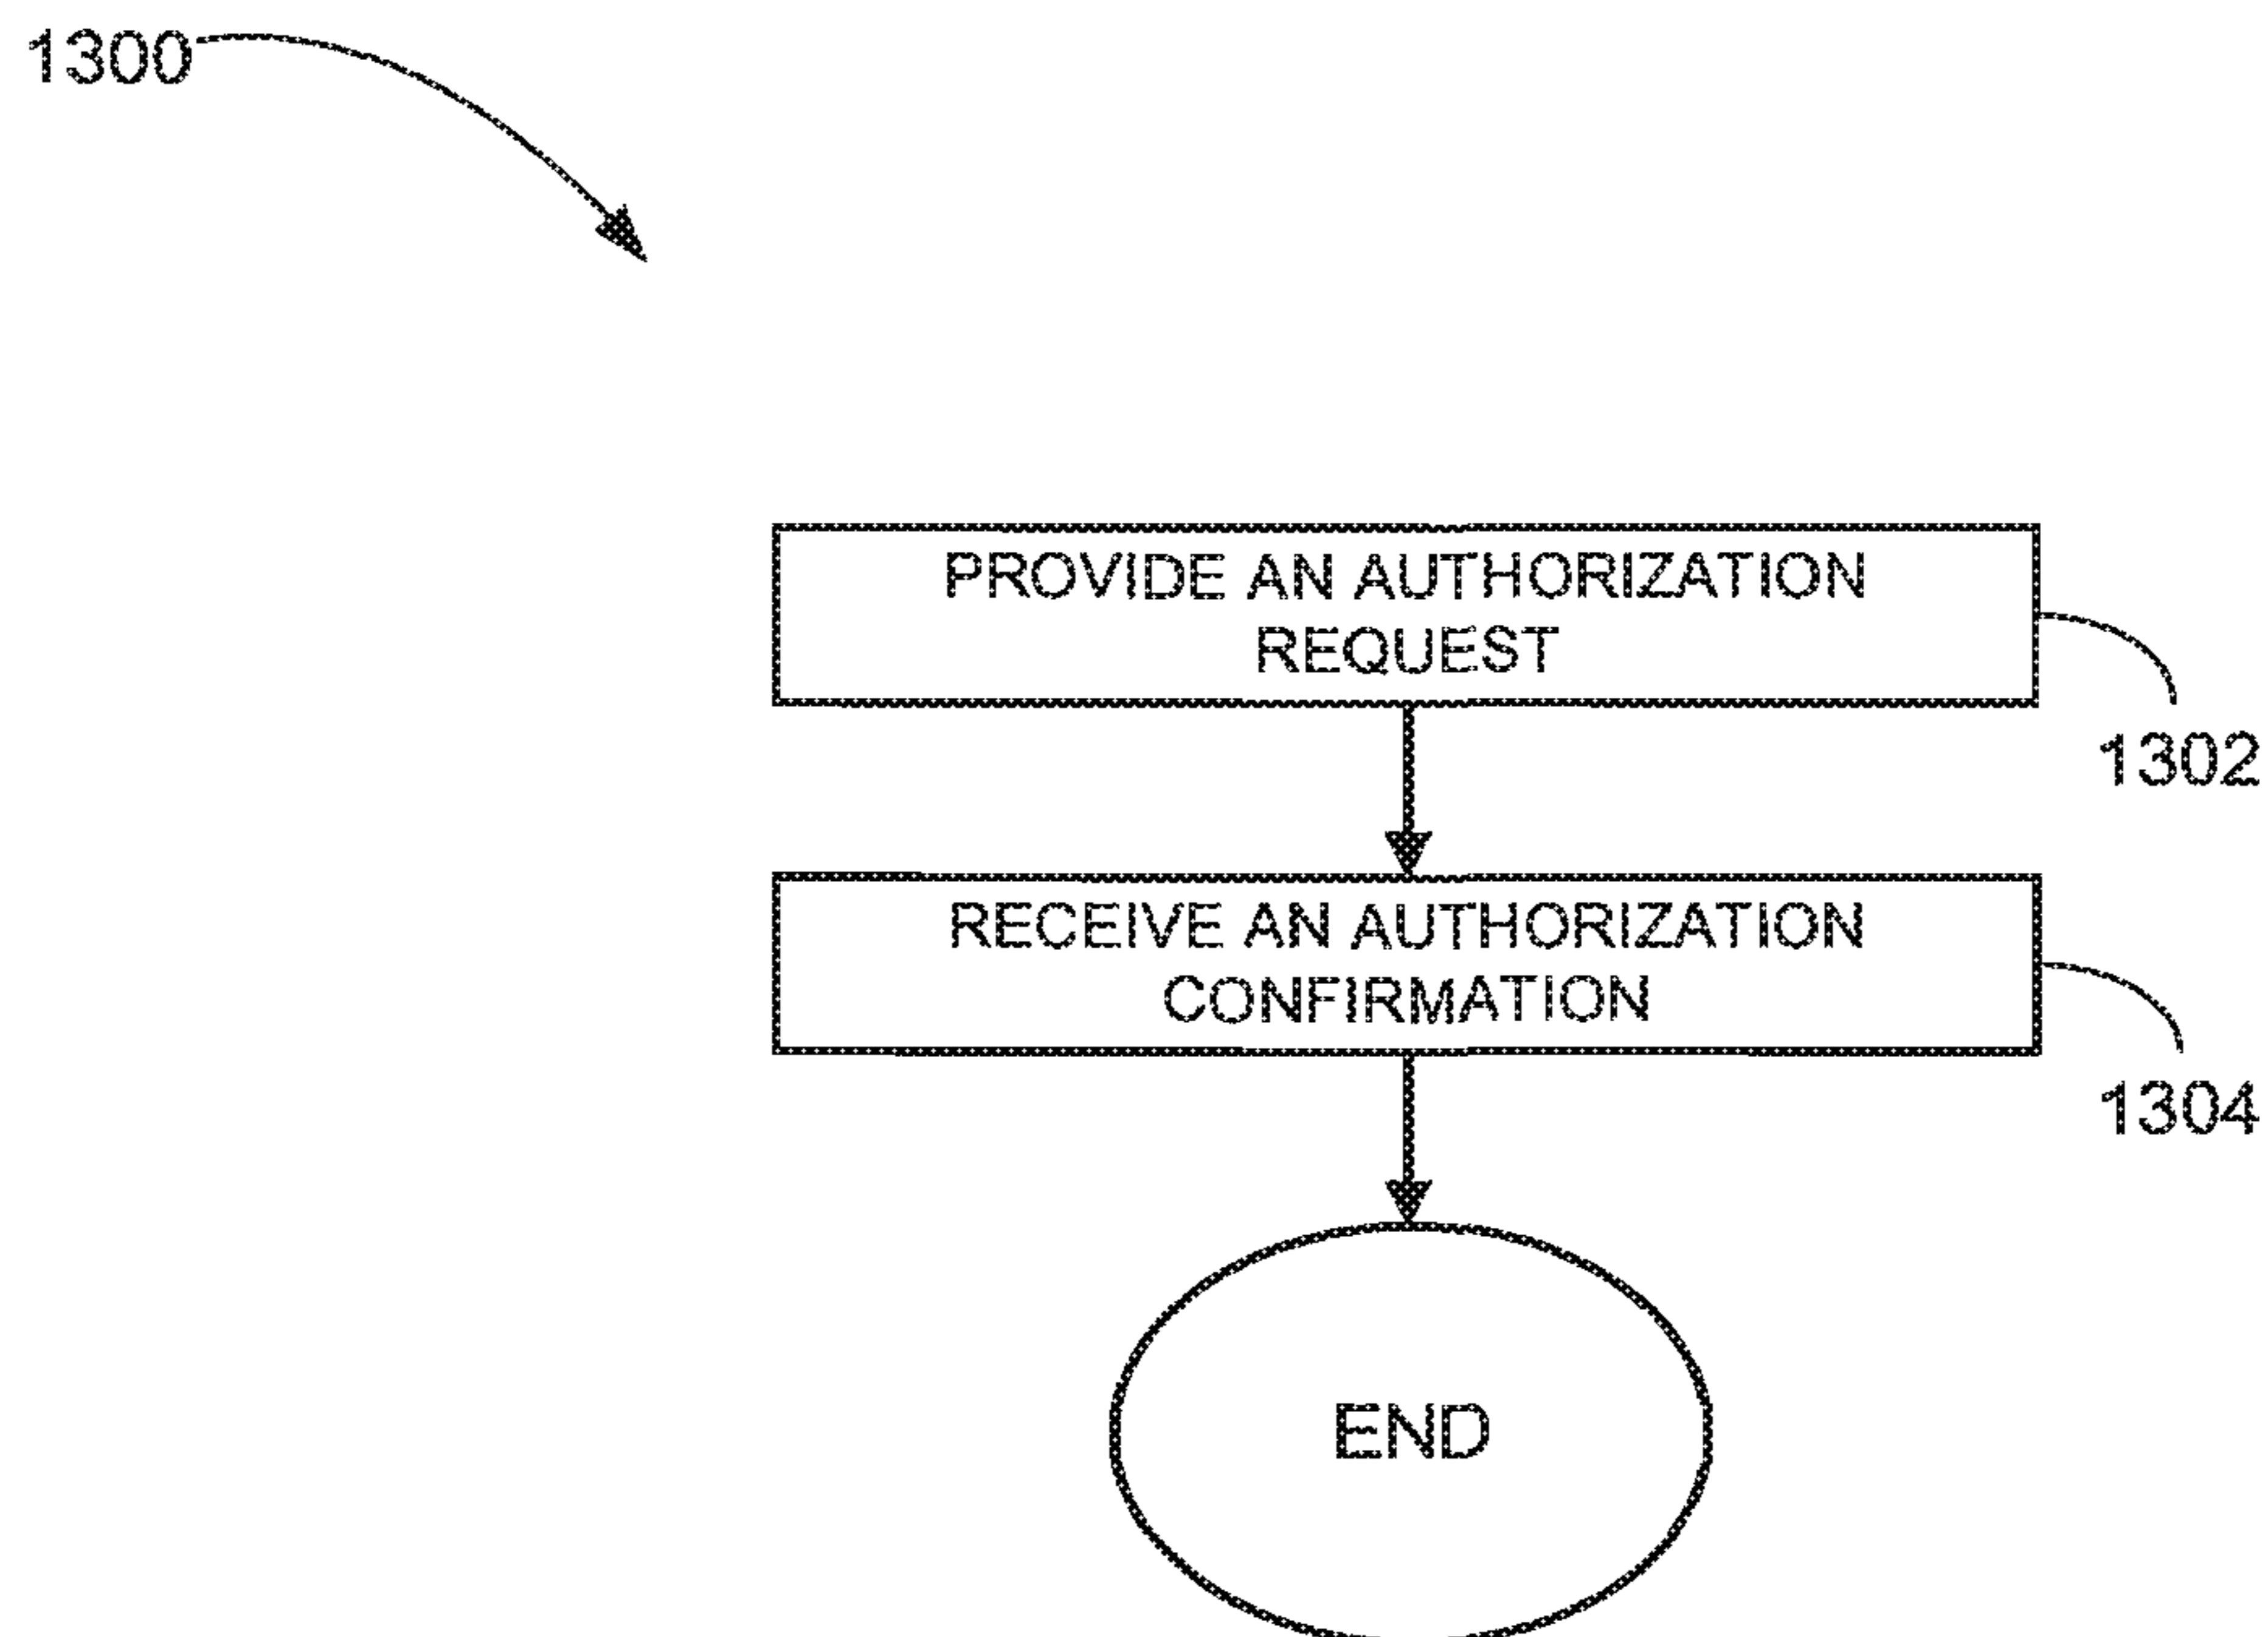 1300
PROVIDE AN AUTHORIZATION
REQUEST
1302
RECEIVE AN AUTHORIZATION
CONFIRMATION
1304
END